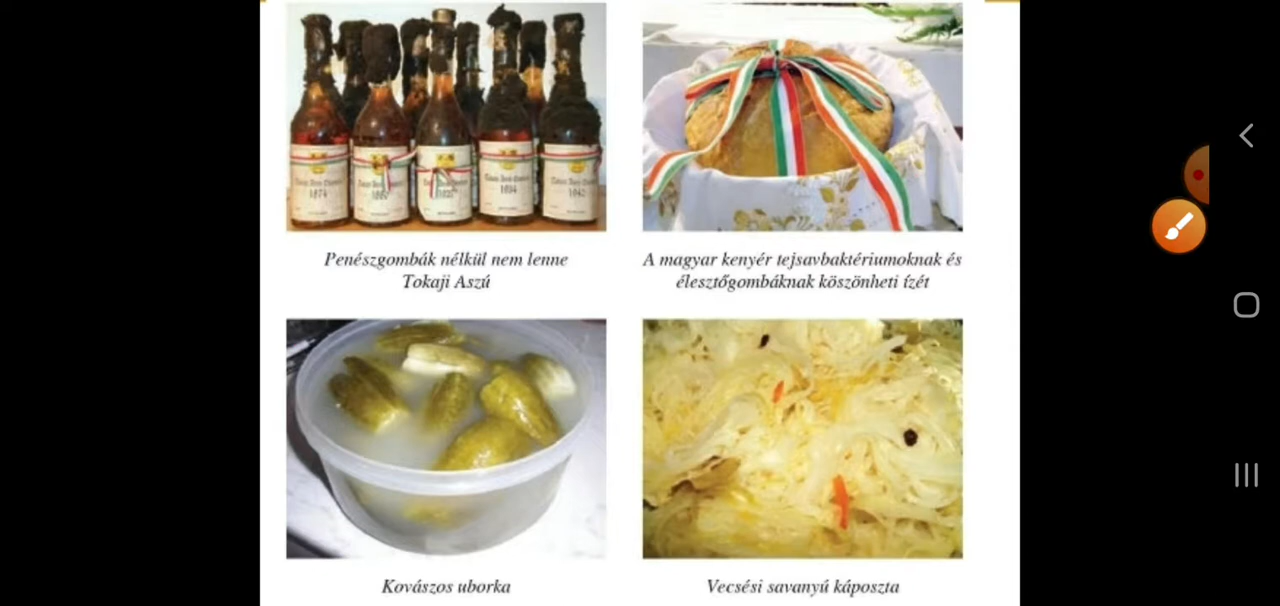 Penészgombák nélkül nem lenne
Tokaji Aszú
A magyar kenyér tejsavbaktériumoknak és
élesztőgombáknak köszönheti ízét
Kovászos uborka
Vecsési savanyú káposzta